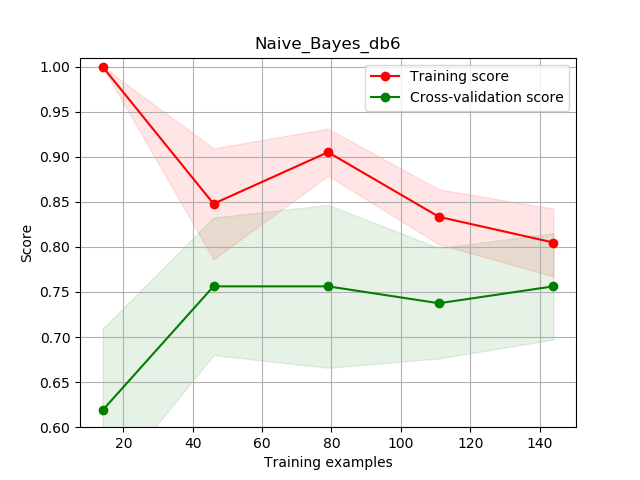 Naive_Bayes_db6
Training score
Cross-validation score
1.00
0.95
0.90
0.85
0.80
0.75
0.70
0.65
0.60
Score
20 40 60 80 100 120 140
Training examples